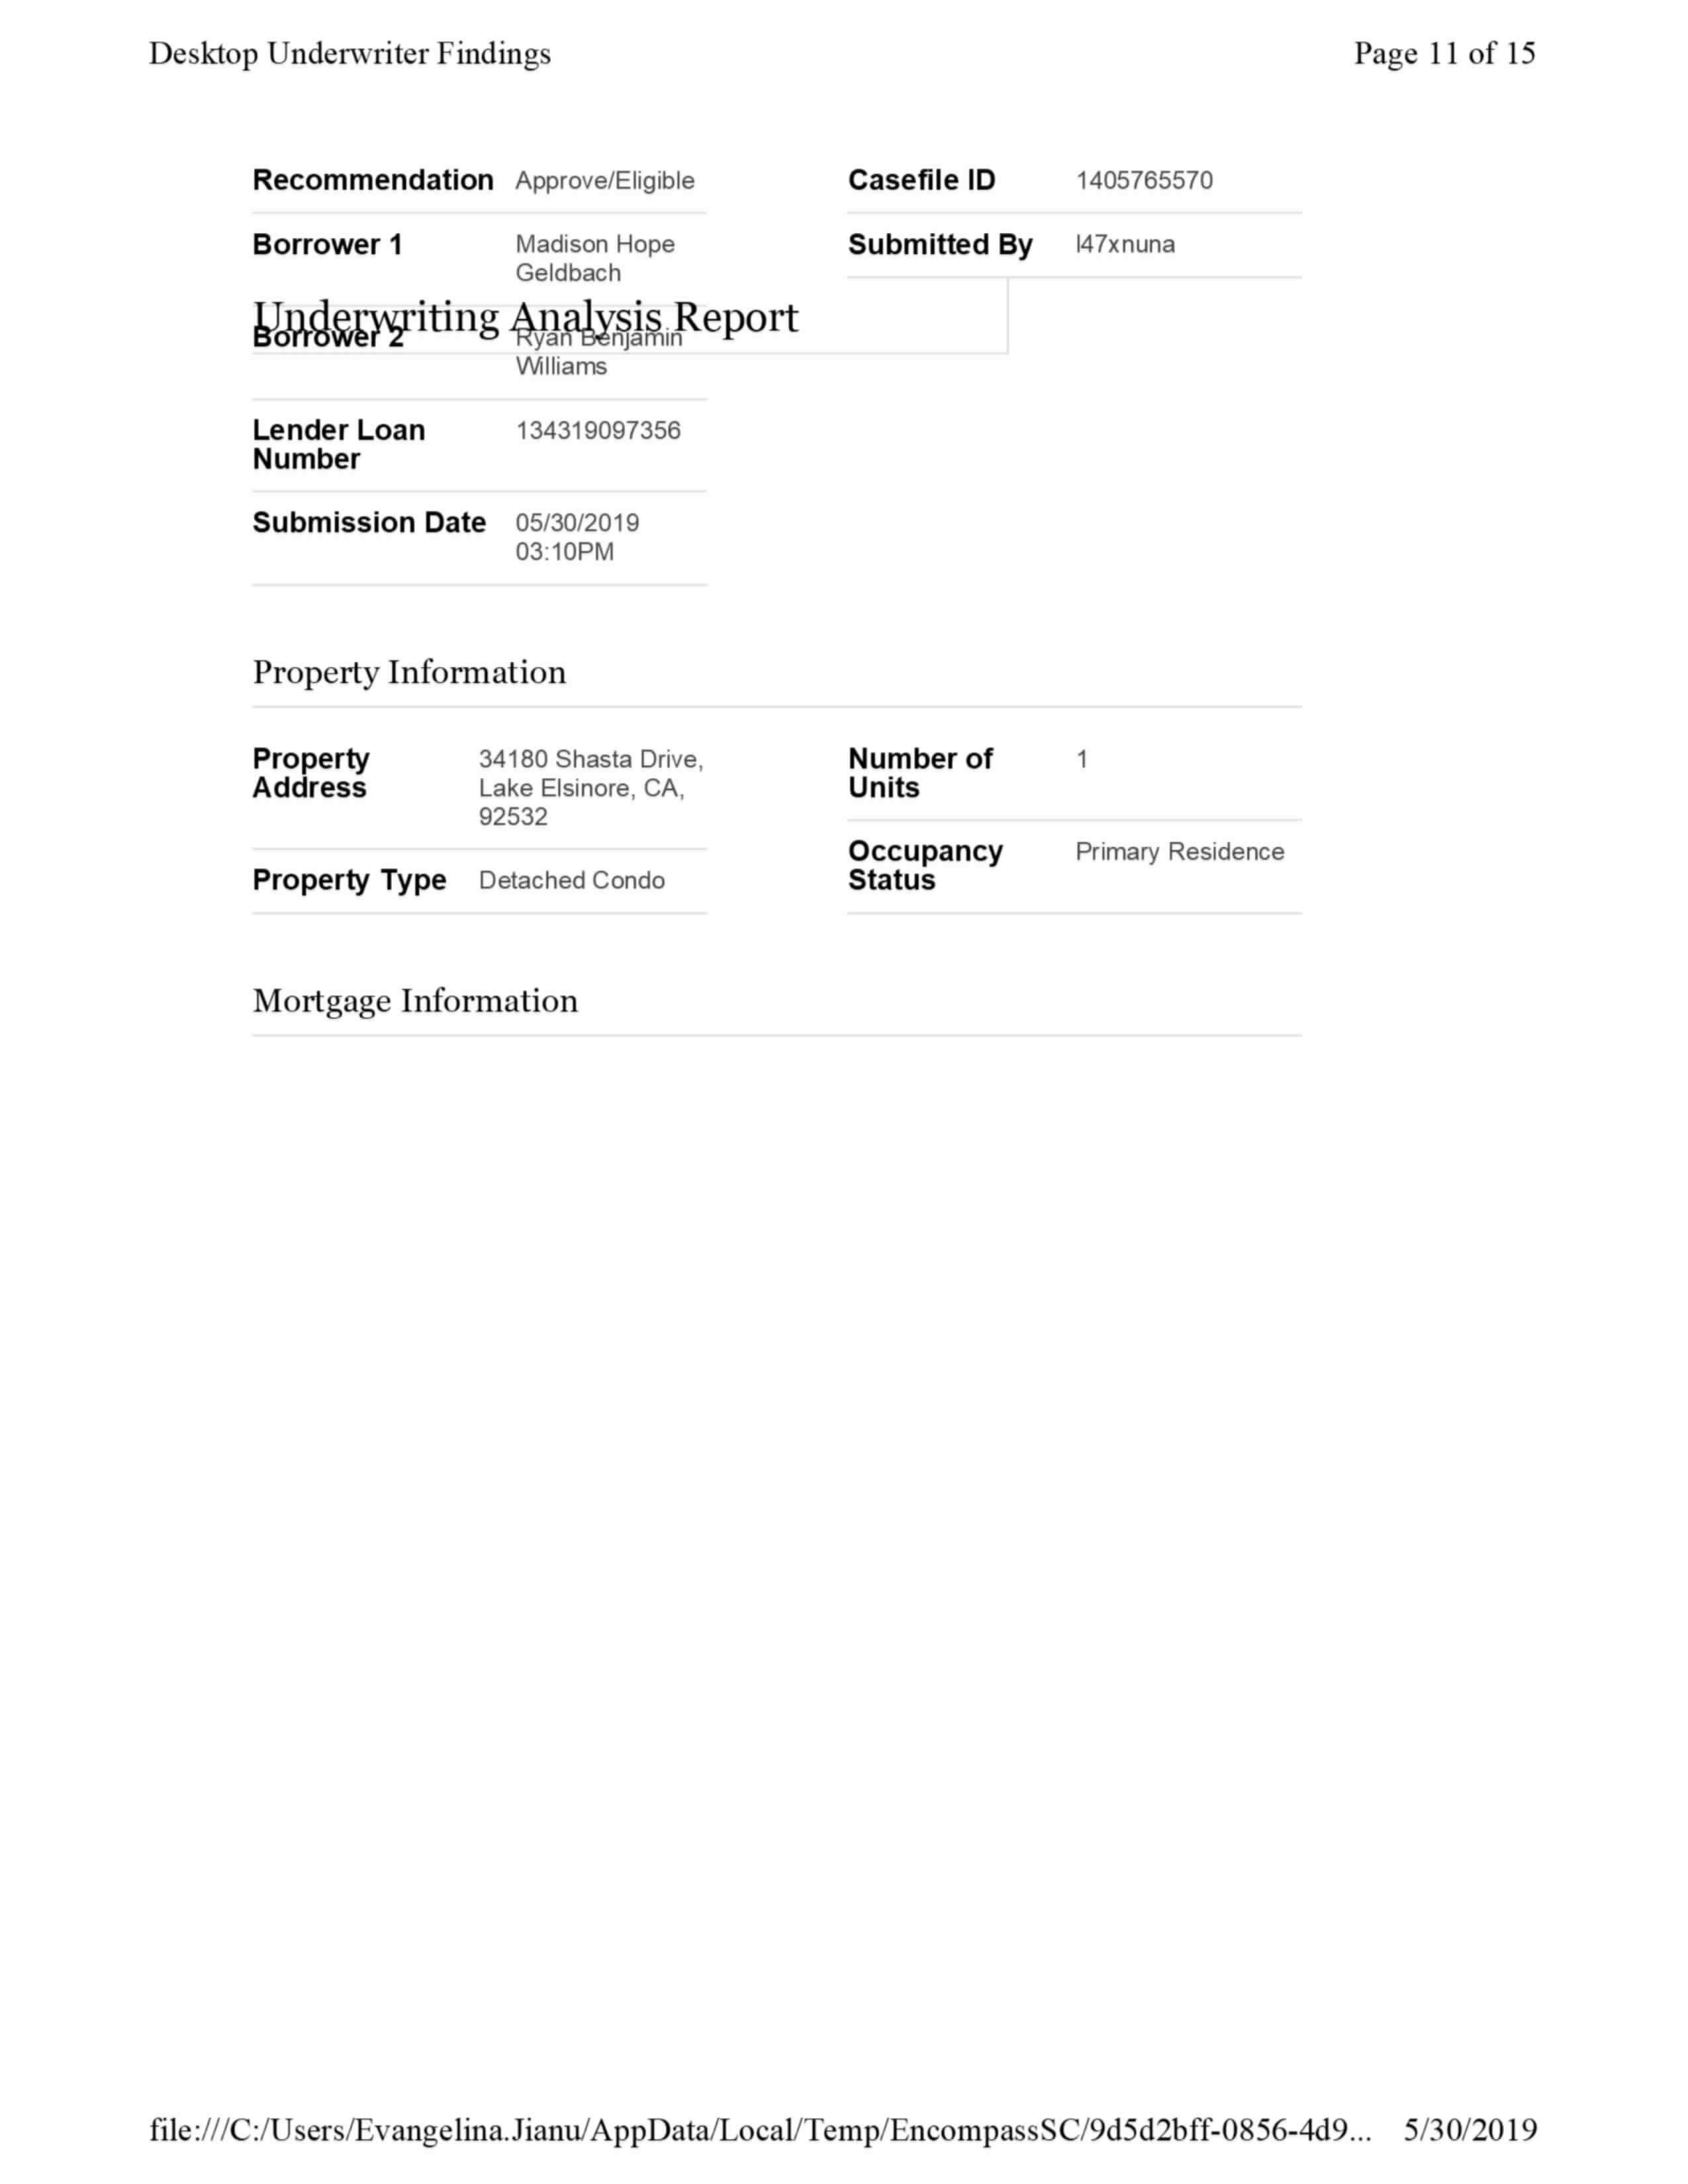 Desktop Underwriter Findings Page 11 of 15
Recommendation Approve/Eligible
Casefile ID 1405765570
Borrower 1 Madison Hope
Geldbach
Submitted By l47xnuna
Underwriting Analysis Report
Borrower 2 Ryan Benjamin
Williams
Lender Loan 134319097356
Number
Submission Date 05/30/2019
03:10PM
Property Information
Property 34180 Shasta Drive,
Address Lake Elsinore, CA,
92532
Property Type Detached Condo
Number of 1
Units
Occupancy Primary Residence
Status
Mortgage Information
file:///C:/Users/Evangelina.Jianu/AppData/Local/Temp/EncompassSC/9d5d2bff-0856-4d9... 5/30/2019